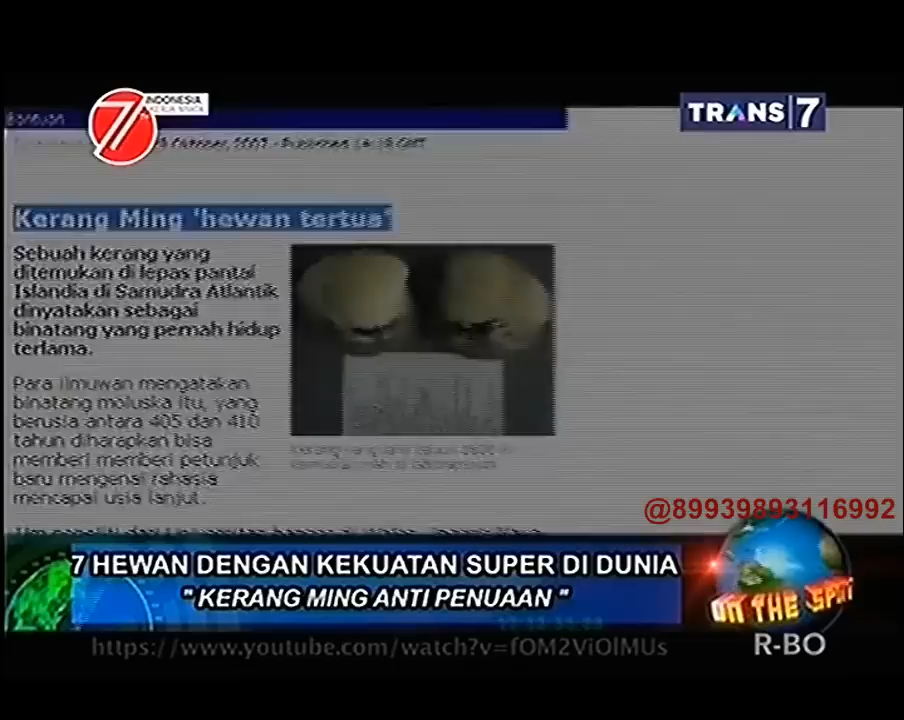 INDONESIA
TRANS 7
Bantuan
Kerang Ming 'hewan tertua'
Sebuah kerang yang
ditemukan di lepas pantai
Islandia di Samudra Atlantik
dinyatakan sebagai
binatang yang pernah hidup
terlama.
Para ilmuwan mengatakan
binatang moluska itu, yang
berusia antara 405 dan 410
tahun diharapkan bisa
memberi memberi petunjuk
baru mengenai rahasia
mencapai usia lanjut.
@89939893116992
7 HEWAN DENGAN KEKUATAN SUPER DI DUNIA
" KERANG MING ANTI PENUAAN "
ON THE SPOT
https://www.youtube.com/watch?v=fOM2ViOlMUs
R-BO